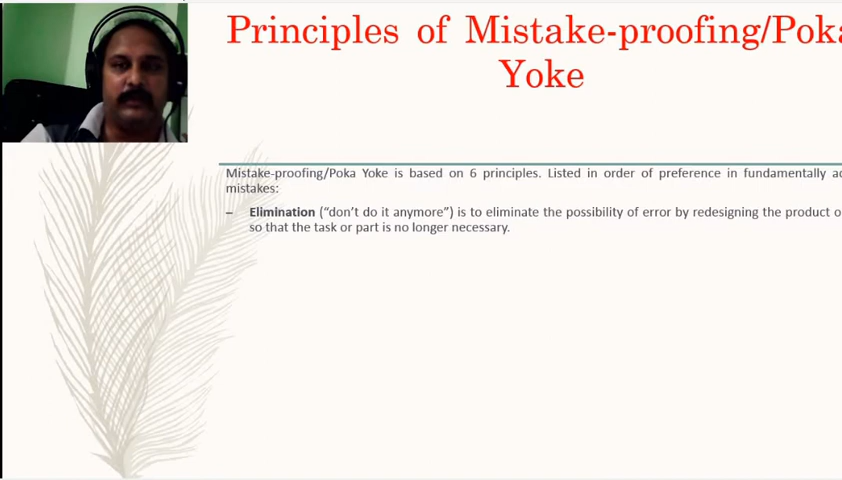 Principles of Mistake-proofing/Poka
Yoke
Mistake-proofing/Poka Yoke is based on 6 principles. Listed in order of preference in fundamentally
mistakes:
– Elimination (“don’t do it anymore”) is to eliminate the possibility of error by redesigning the product
so that the task or part is no longer necessary.